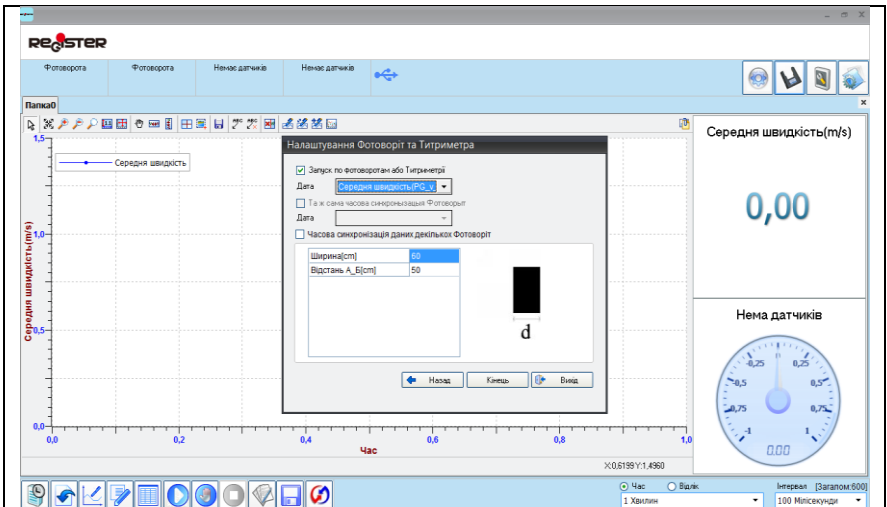 REGISTER
Фотоворота Фотоворота Немає датчиків Немає датчиків
Папка0
1,5
Середня швидкість
1,0
0,5
0,0
Середня швидкість(m/s)
0,0 0,2 0,4 0,6 0,8 1,0
Час
X:0,6199 Y:1,4960
Налаштування Фотоворіт та Титриметра
Запуск по фотоворотам або Титриметрії
Дата Середня швидкість(PG_v,
Та ж сама часова синхронызацыя Фотоворыт
Дата
Часова синхронізація даних декількох Фотоворіт
Ширина[cm] 60
Відстань А_Б[cm] 50
d
Назад Кінець Вихід
Середня швидкість(m/s)
0,00
Нема датчиків
-0,25 0 0,25
-0,5 0,5
-0,75 0,75
-1 1
0.00
Час Відлік Інтервал [Загалом:600]
1 Хвилин 100 Мілісекунди